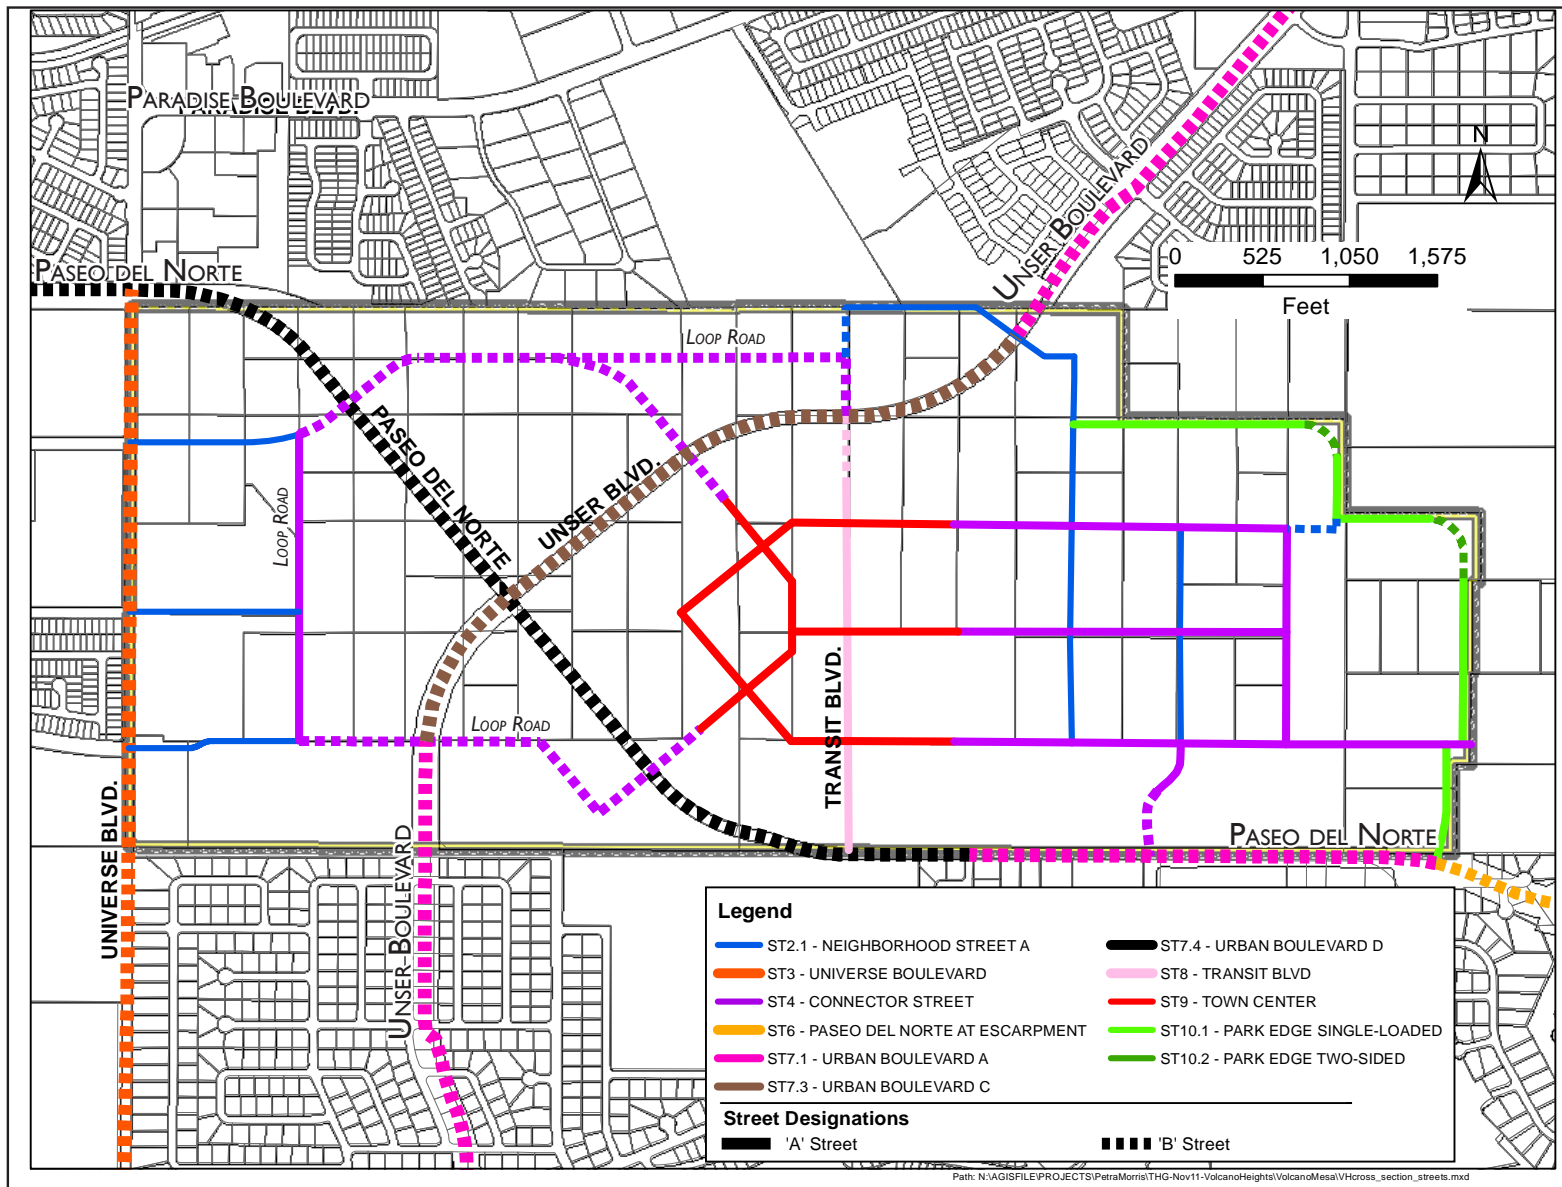 PARADISE BOULEVARD
PARADISE BLVD.
UNSER BOULEVARD
N
PASEO DEL NORTE
0 525 1,050 1,575
Feet
LOOP ROAD
PASEO DEL NORTE
UNSER BLVD.
LOOP ROAD
LOOP ROAD
TRANSIT BLVD.
UNIVERSE BLVD.
UNSER BOULEVARD
PASEO DEL NORTE
Legend
ST2.1 - NEIGHBORHOOD STREET A
ST3 - UNIVERSE BOULEVARD
ST4 - CONNECTOR STREET
ST6 - PASEO DEL NORTE AT ESCARPMENT
ST7.1 - URBAN BOULEVARD A
ST7.3 - URBAN BOULEVARD C
ST7.4 - URBAN BOULEVARD D
ST8 - TRANSIT BLVD
ST9 - TOWN CENTER
ST10.1 - PARK EDGE SINGLE-LOADED
ST10.2 - PARK EDGE TWO-SIDED
Street Designations
'A' Street
'B' Street
Path: N:\AGISFILE\PROJECTS\PetraMorris\THG-Nov11-VolcanoHeights\VolcanoMesa\VHcross_section_streets.mxd